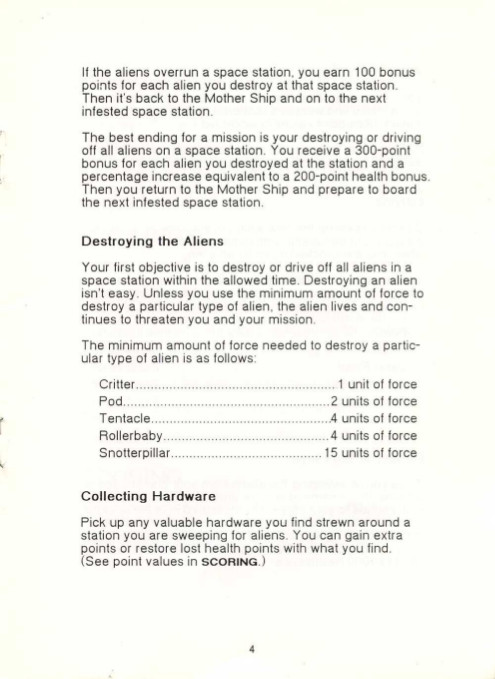 If the aliens overrun a space station, you earn 100 bonus
points for each alien you destroy at that space station.
Then it's back to the Mother Ship and on to the next
infested space station.
The best ending for a mission is your destroying or driving
off all aliens on a space station. You receive a 300-point
bonus for each alien you destroyed at the station and a
percentage increase equivalent to a 200-point health bonus.
Then you return to the Mother Ship and prepare to board
the next infested space station.
Destroying the Aliens
Your first objective is to destroy or drive off all aliens in a
space station within the allowed time. Destroying an alien
isn't easy. Unless you use the minimum amount of force to
destroy a particular type of alien, the alien lives and con-
tinues to threaten you and your mission.
The minimum amount of force needed to destroy a partic-
ular type of alien is as follows:
Critter.................................................. 1 unit of force
Pod....................................................2 units of force
Tentacle.............................................4 units of force
Rollerbaby.........................................4 units of force
Snotterpillar...................................... 15 units of force
Collecting Hardware
Pick up any valuable hardware you find strewn around a
station you are sweeping for aliens. You can gain extra
points or restore lost health points with what you find.
(See point values in SCORING.)
4